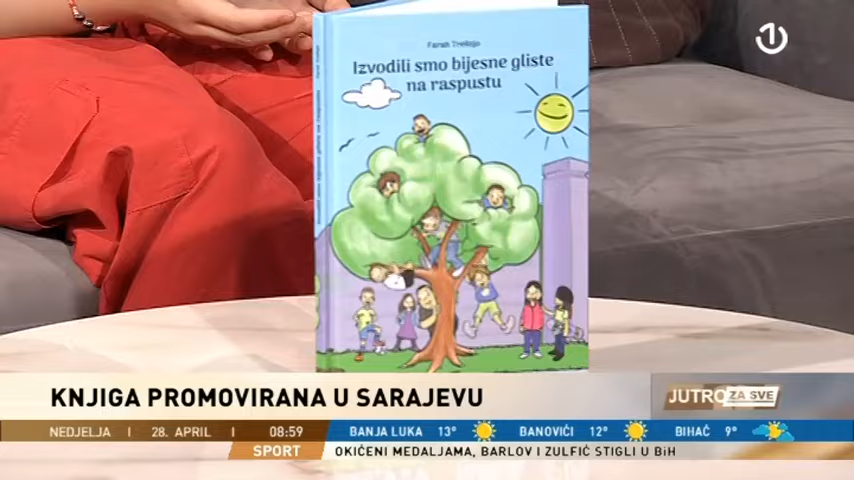 Farah Trešnjo
Izvodili smo bijesne gliste
na raspustu
KNJIGA PROMOVIRANA U SARAJEVU
JUTRO ZA SVE
NEDJELJA | 28. APRIL | 08:59
BANJA LUKA 13° BANOVIĆI 12° BIHAĆ 9°
SPORT
OKIĆENI MEDALJAMA, BARLOV I ZULFIĆ STIGLI U BiH